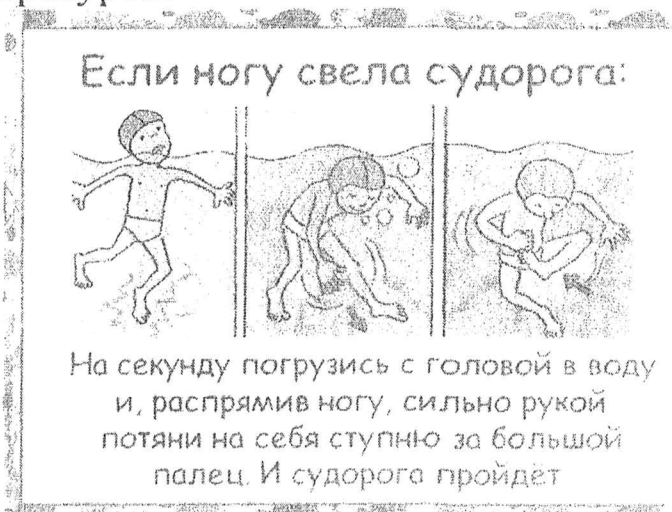 Если ногу свела судорога:
На секунду погрузись с головой в воду
и, распрямив ногу, сильно рукой
потяни на себя ступню за большой
палец. И судорога пройдёт